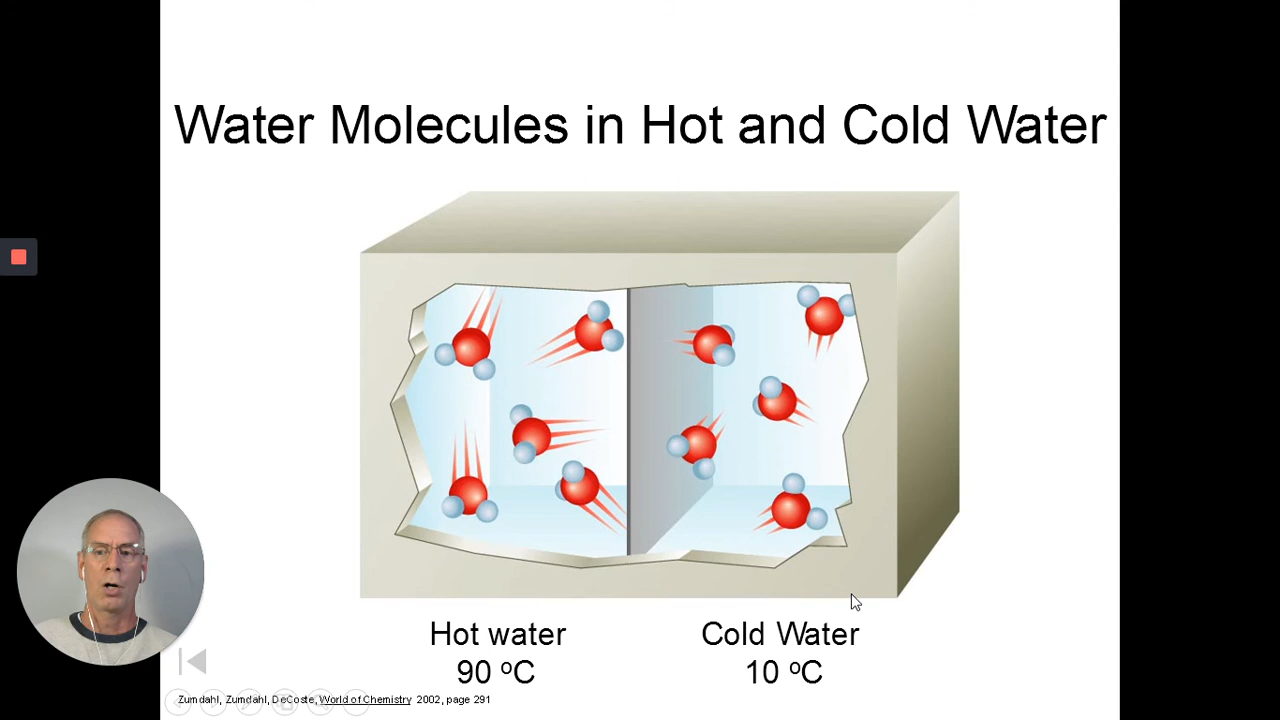 Water Molecules in Hot and Cold Water
Hot water
90 ºC
Cold Water
10 ºC
Zumdahl, Zumdahl, DeCoste, World of Chemistry 2002, page 291